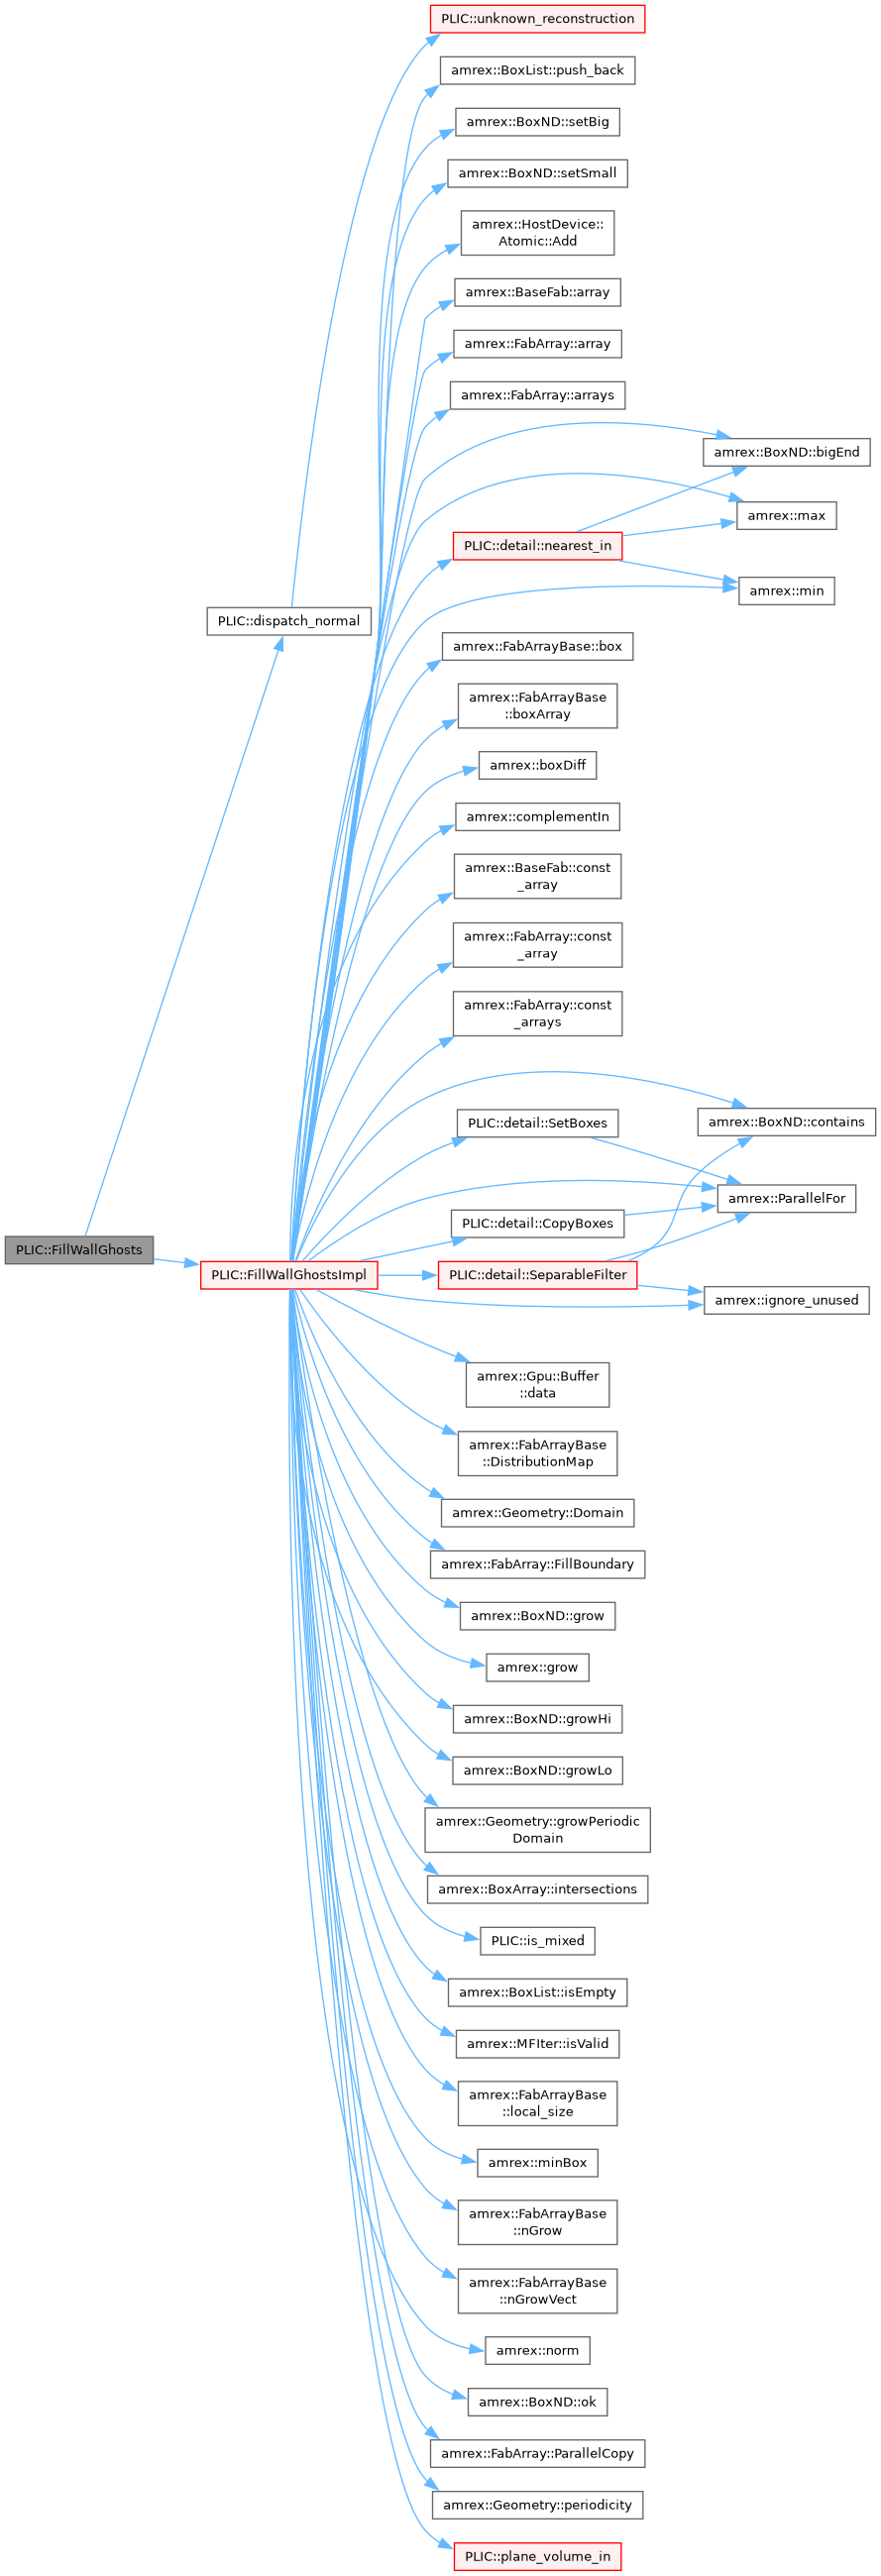 PLIC::unknown_reconstruction
amrex::BoxList::push_back
amrex::BoxND::setBig
amrex::BoxND::setSmall
amrex::HostDevice::
Atomic::Add
amrex::BaseFab::array
amrex::FabArray::array
amrex::FabArray::arrays
amrex::BoxND::bigEnd
amrex::max
PLIC::detail::nearest_in
amrex::min
PLIC::dispatch_normal
amrex::FabArrayBase::box
amrex::FabArrayBase
::boxArray
amrex::boxDiff
amrex::complementIn
amrex::BaseFab::const
_array
amrex::FabArray::const
_array
amrex::FabArray::const
_arrays
amrex::BoxND::contains
PLIC::detail::SetBoxes
amrex::ParallelFor
PLIC::detail::CopyBoxes
PLIC::FillWallGhosts
PLIC::FillWallGhostsImpl
PLIC::detail::SeparableFilter
amrex::ignore_unused
amrex::Gpu::Buffer
::data
amrex::FabArrayBase
::DistributionMap
amrex::Geometry::Domain
amrex::FabArray::FillBoundary
amrex::BoxND::grow
amrex::grow
amrex::BoxND::growHi
amrex::BoxND::growLo
amrex::Geometry::growPeriodic
Domain
amrex::BoxArray::intersections
PLIC::is_mixed
amrex::BoxList::isEmpty
amrex::MFIter::isValid
amrex::FabArrayBase
::local_size
amrex::minBox
amrex::FabArrayBase
::nGrow
amrex::FabArrayBase
::nGrowVect
amrex::norm
amrex::BoxND::ok
amrex::FabArray::ParallelCopy
amrex::Geometry::periodicity
PLIC::plane_volume_in